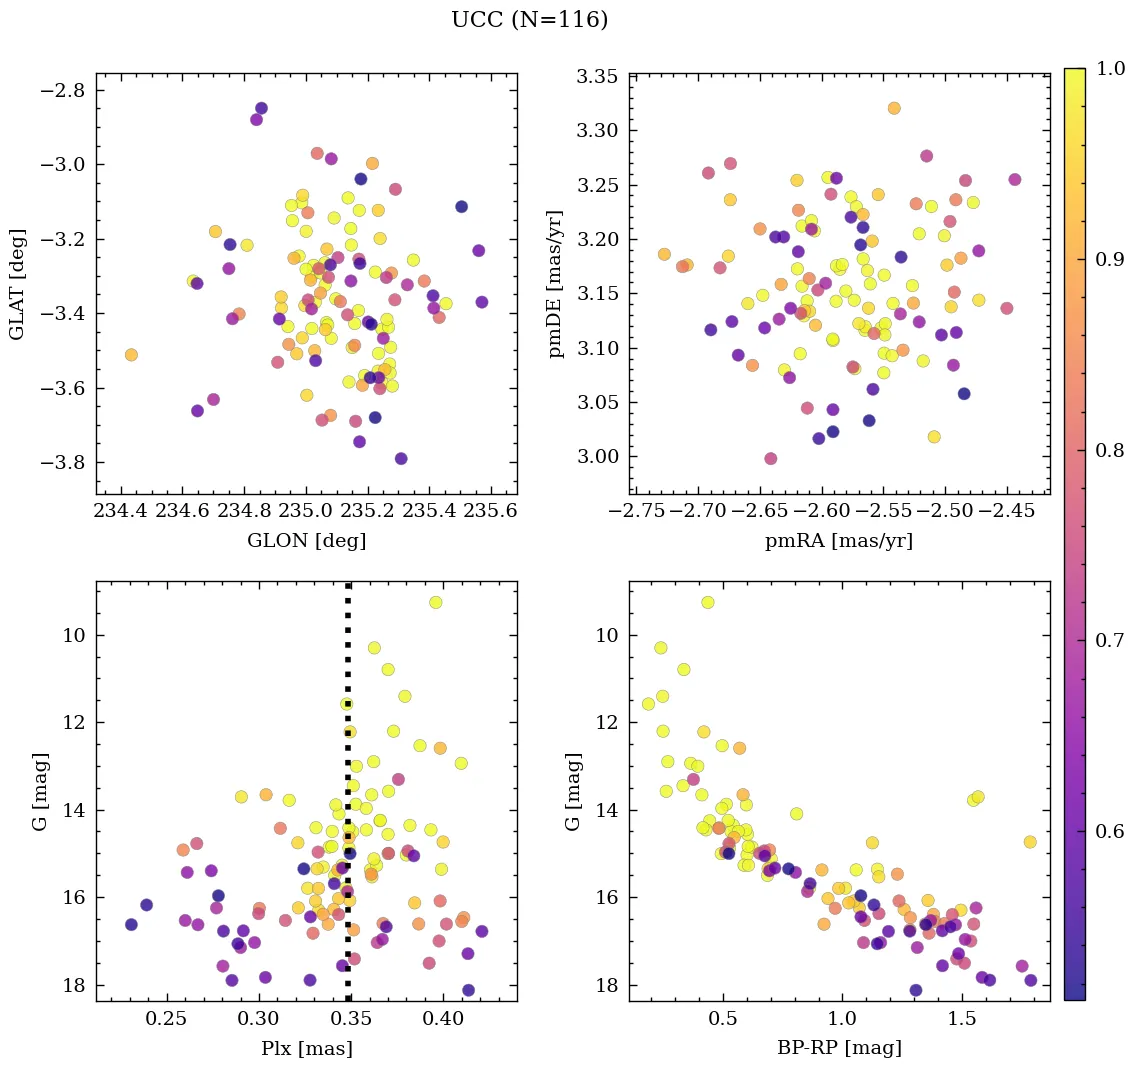 UCC (N=116)
−2.8
−3.0
−3.2
−3.4
−3.6
−3.8
GLAT [deg]
234.4 234.6 234.8 235.0 235.2 235.4 235.6
GLON [deg]
3.35
3.30
3.25
3.20
3.15
3.10
3.05
3.00
pmDE [mas/yr]
−2.75 −2.70 −2.65 −2.60 −2.55 −2.50 −2.45
pmRA [mas/yr]
1.0
0.9
0.8
0.7
0.6
10
12
14
16
18
G [mag]
0.25 0.30 0.35 0.40
Plx [mas]
10
12
14
16
18
G [mag]
0.5 1.0 1.5
BP-RP [mag]